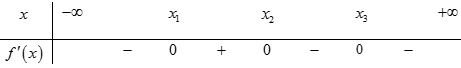 x −∞ x₁ x₂ x₃ +∞
f'(x) − 0 + 0 − 0 −